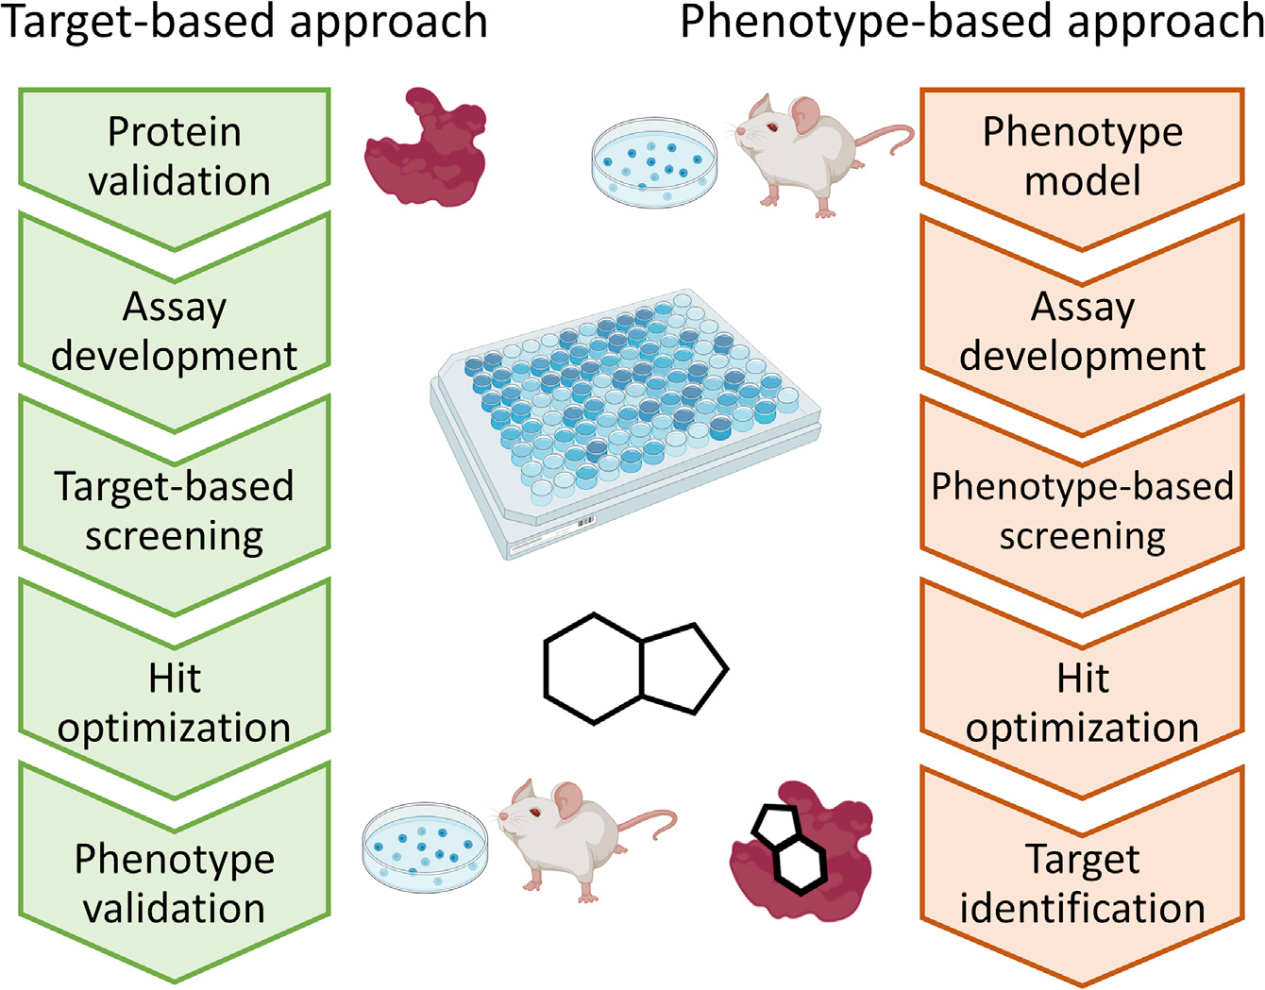 Target-based approach
Phenotype-based approach
Protein
validation
Assay
development
Target-based
screening
Hit
optimization
Phenotype
validation
Phenotype
model
Assay
development
Phenotype-based
screening
Hit
optimization
Target
identification